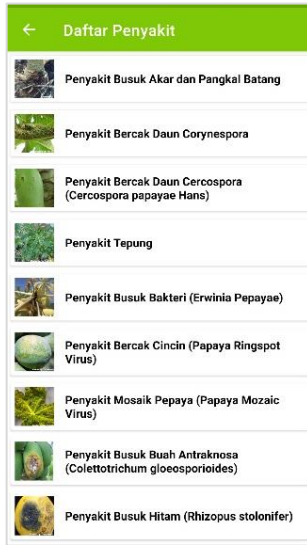 Daftar Penyakit
Penyakit Busuk Akar dan Pangkal Batang
Penyakit Bercak Daun Corynespora
Penyakit Bercak Daun Cercospora
(Cercospora papayae Hans)
Penyakit Tepung
Penyakit Busuk Bakteri (Erwinia Pepayae)
Penyakit Bercak Cincin (Papaya Ringspot
Virus)
Penyakit Mosaik Pepaya (Papaya Mozaic
Virus)
Penyakit Busuk Buah Antraknosa
(Colettotrichum gloeosporioides)
Penyakit Busuk Hitam (Rhizopus stolonifer)